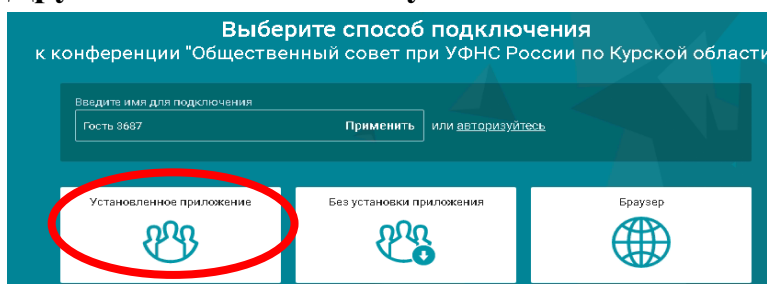 Выберите способ подключения
к конференции "Общественный совет при УФНС России по Курской области
Введите имя для подключения
Гость 3687 Применить или авторизуйтесь
Установленное приложение Без установки приложения Браузер